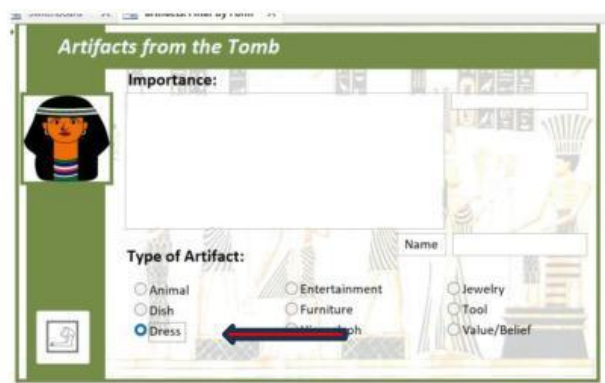 Artifacts from the Tomb
Importance:
Name
Type of Artifact:
Animal Entertainment Jewelry
Dish Furniture Tool
Dress Value/Belief